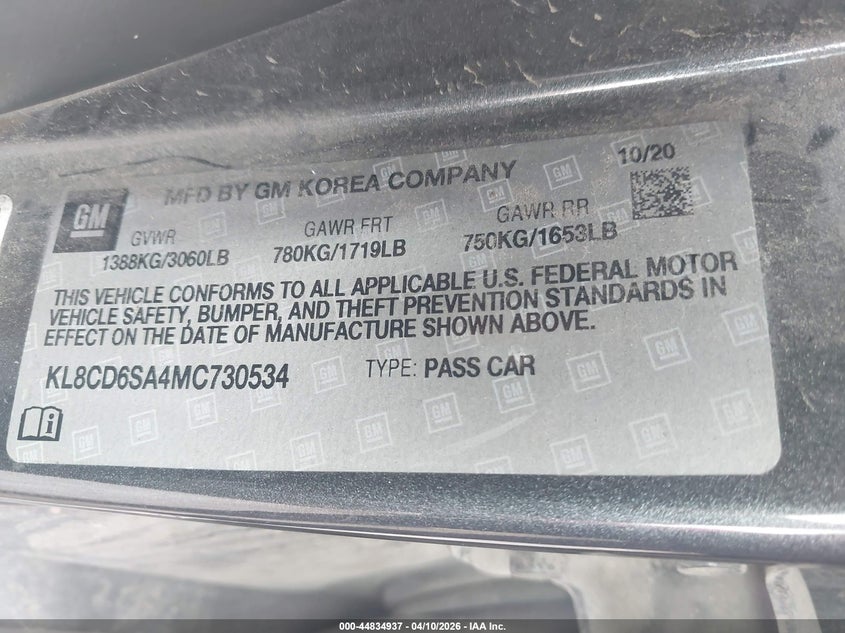 GM
MFD BY GM KOREA COMPANY
10/20
GVWR
GAWR FRT
GAWR RR
1388KG/3060LB
780KG/1719LB
750KG/1653LB
THIS VEHICLE CONFORMS TO ALL APPLICABLE U.S. FEDERAL MOTOR
VEHICLE SAFETY, BUMPER, AND THEFT PREVENTION STANDARDS IN
EFFECT ON THE DATE OF MANUFACTURE SHOWN ABOVE.
KL8CD6SA4MC730534
TYPE: PASS CAR
000-44834937 - 04/10/2026 - IAA Inc.